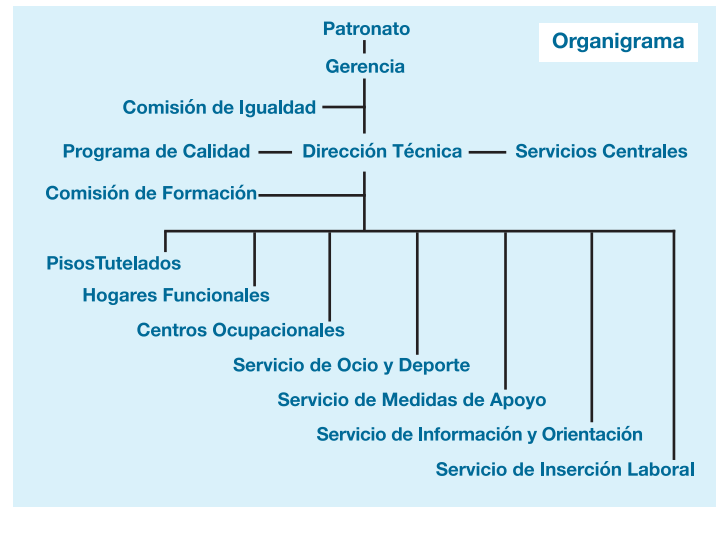 Patronato
Organigrama
Gerencia
Comisión de Igualdad
Programa de Calidad
Dirección Técnica
Servicios Centrales
Comisión de Formación
PisosTutelados
Hogares Funcionales
Centros Ocupacionales
Servicio de Ocio y Deporte
Servicio de Medidas de Apoyo
Servicio de Información y Orientación
Servicio de Inserción Laboral